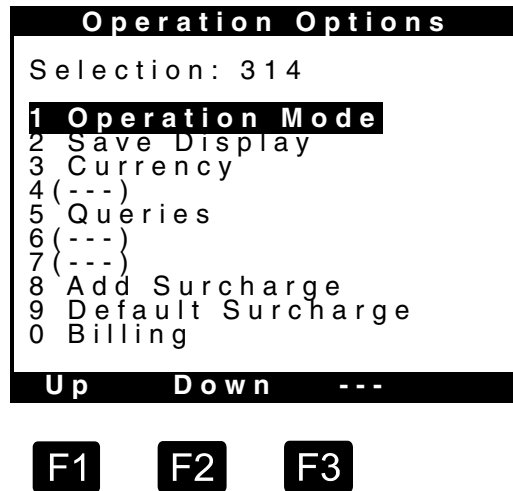 Operation Options
Selection: 314
1 Operation Mode
2 Save Display
3 Currency
4(---)
5 Queries
6(---)
7(---)
8 Add Surcharge
9 Default Surcharge
0 Billing
Up Down ---
F1 F2 F3